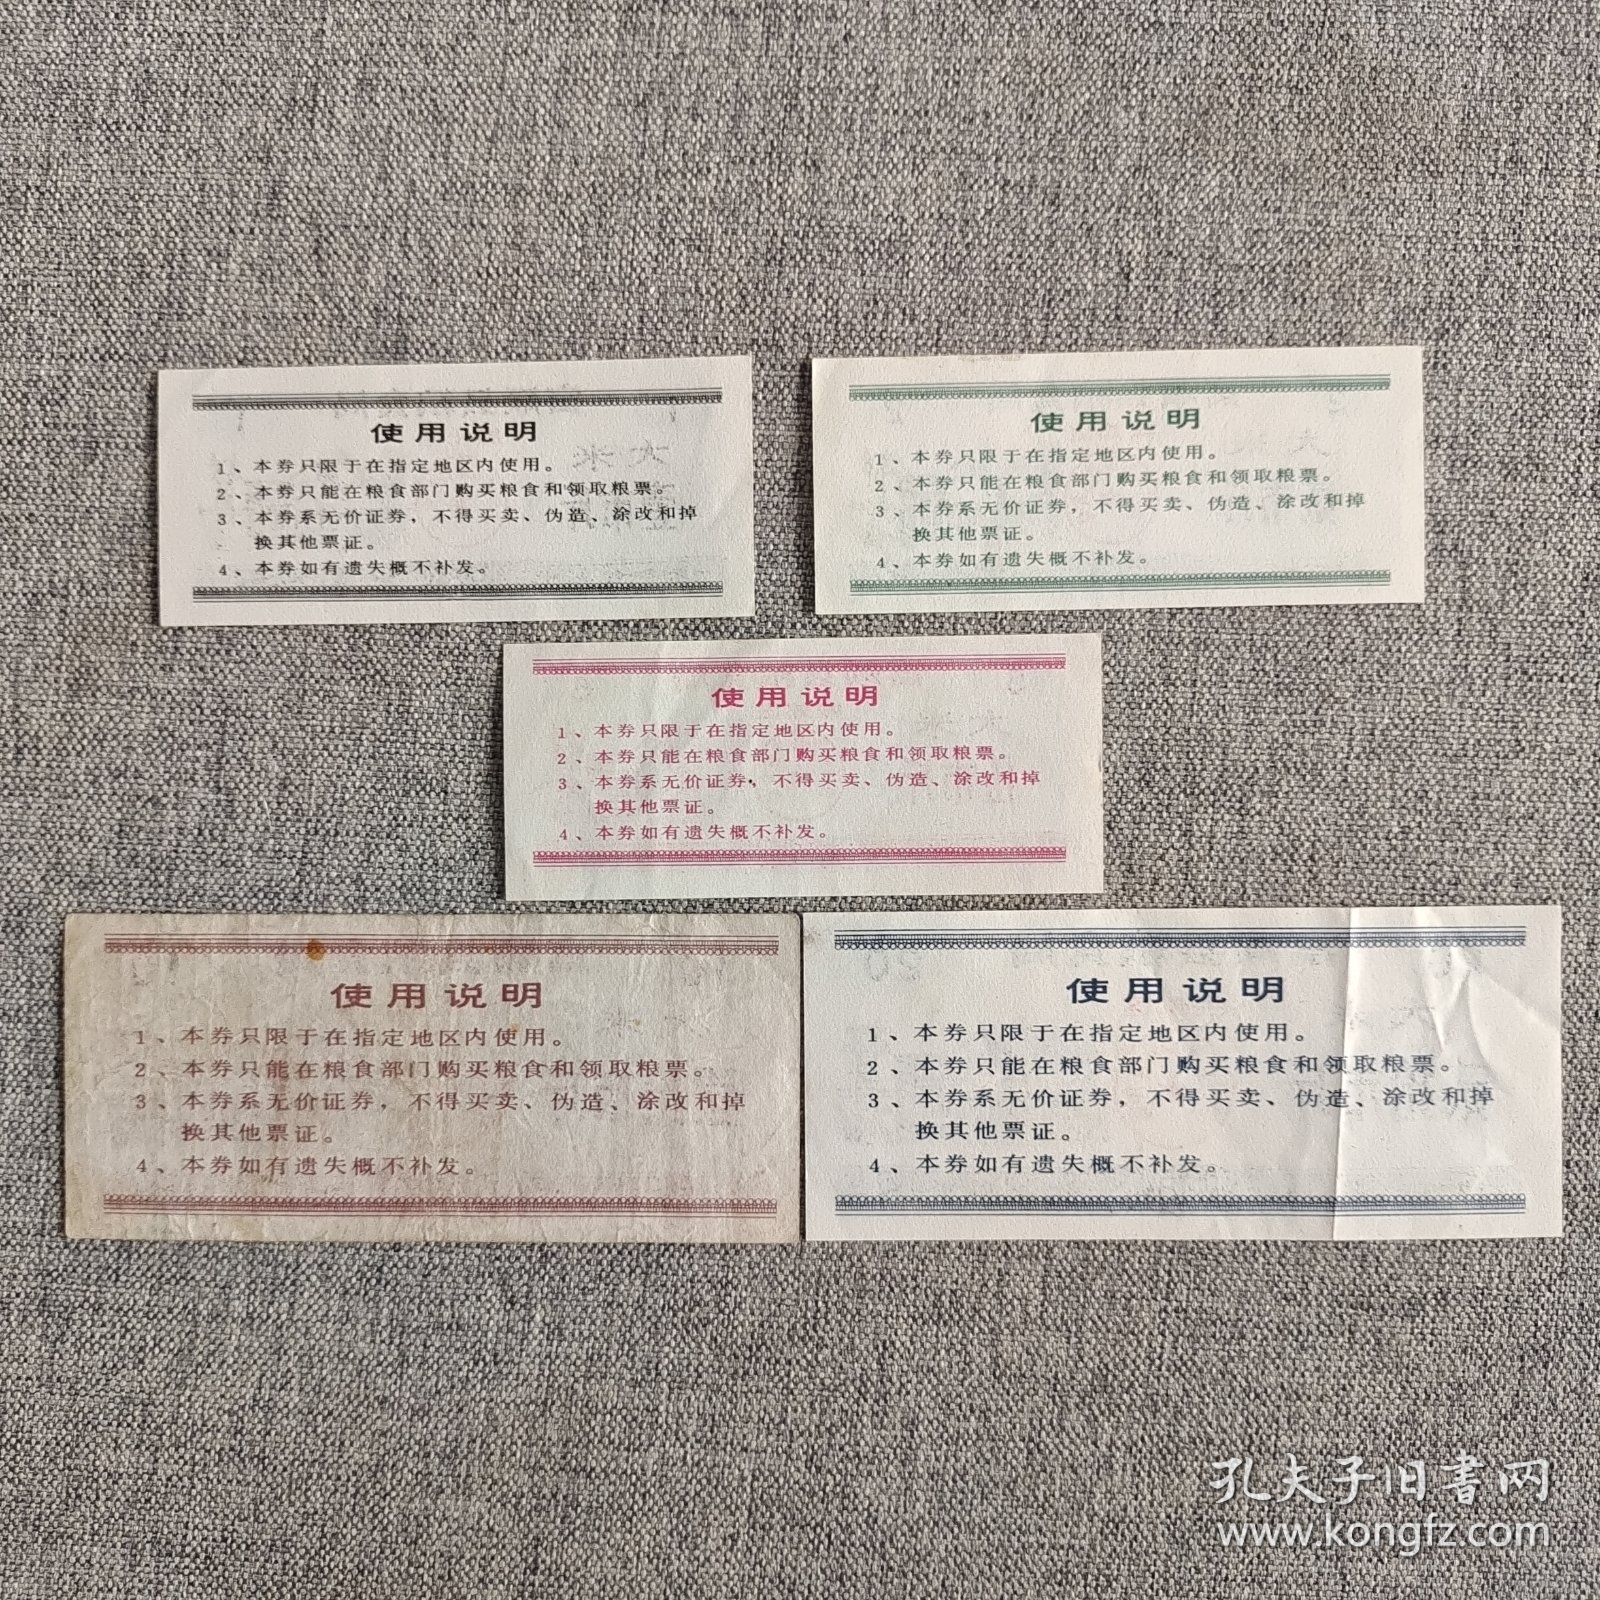 使用说明
1、本券只限于在指定地区内使用。
2、本券只能在粮食部门购买粮食和领取粮票。
3、本券系无价证券，不得买卖、伪造、涂改和掉
换其他票证。
4、本券如有遗失概不补发。
使用说明
1、本券只限于在指定地区内使用。
2、本券只能在粮食部门购买粮食和领取粮票。
3、本券系无价证券，不得买卖、伪造、涂改和掉
换其他票证。
4、本券如有遗失概不补发。
使用说明
1、本券只限于在指定地区内使用。
2、本券只能在粮食部门购买粮食和领取粮票。
3、本券系无价证券，不得买卖、伪造、涂改和掉
换其他票证。
4、本券如有遗失概不补发。
使用说明
1、本券只限于在指定地区内使用。
2、本券只能在粮食部门购买粮食和领取粮票。
3、本券系无价证券，不得买卖、伪造、涂改和掉
换其他票证。
4、本券如有遗失概不补发。
使用说明
1、本券只限于在指定地区内使用。
2、本券只能在粮食部门购买粮食和领取粮票。
3、本券系无价证券，不得买卖、伪造、涂改和掉
换其他票证。
4、本券如有遗失概不补发。
孔夫子旧书网
www.kongfz.com